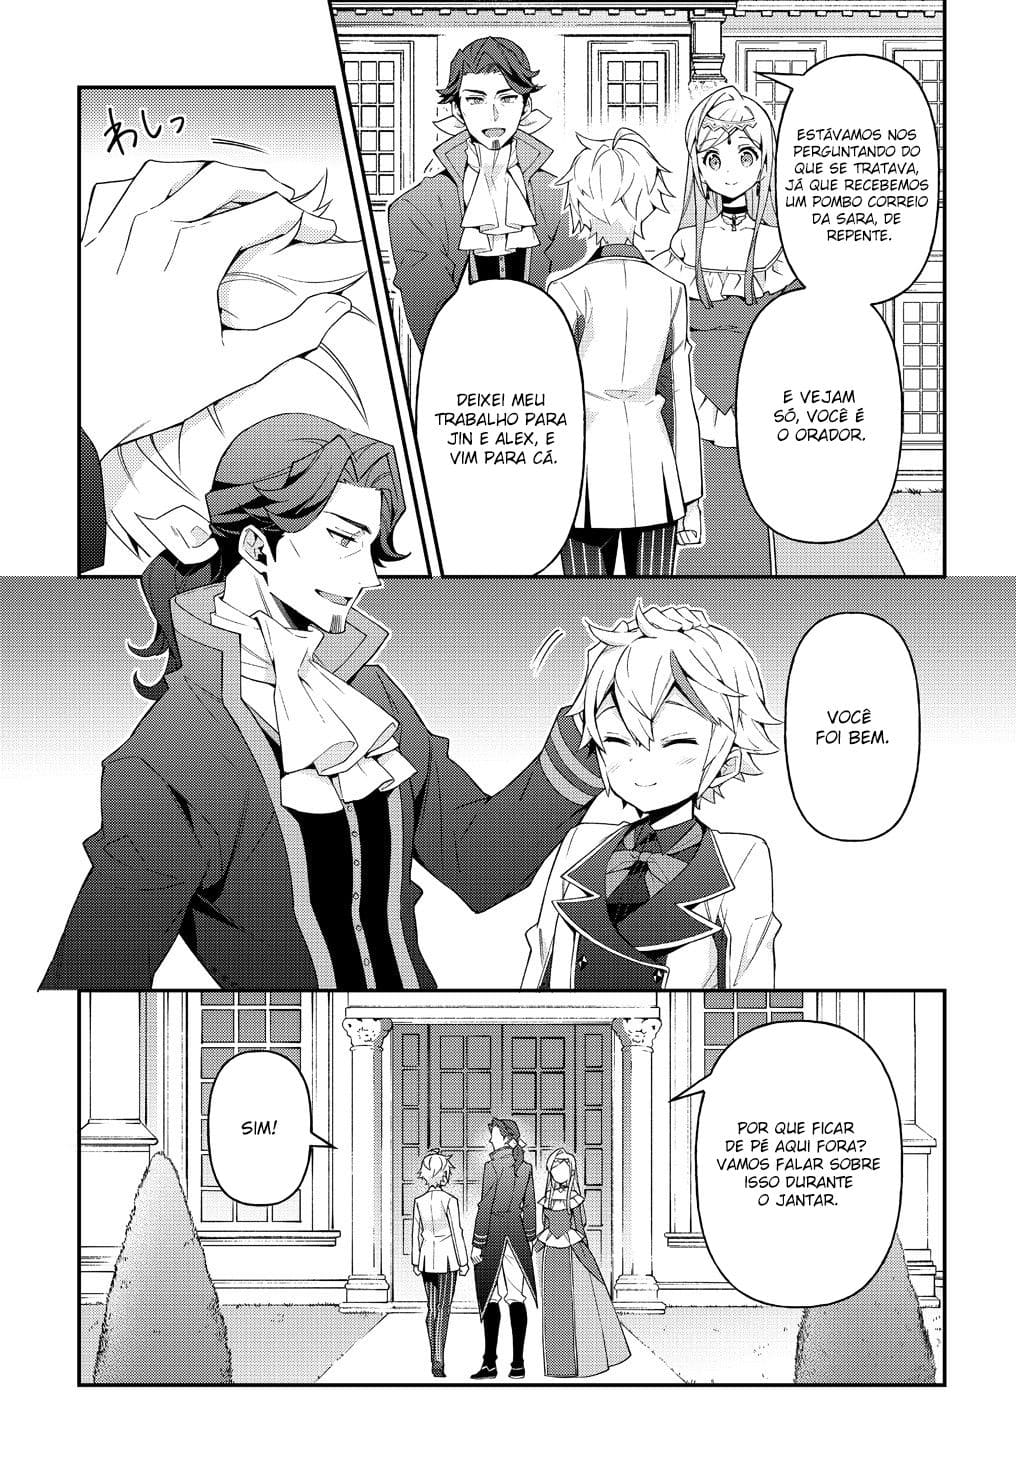 ESTÁVAMOS NOS
PERGUNTANDO DO
QUE SE TRATAVA,
JÁ QUE RECEBEMOS
UM POMBO CORREIO
DA SARA, DE
REPENTE.
E VEJAM
SÓ, VOCÊ É
O ORADOR.
DEIXEI MEU
TRABALHO PARA
JIN E ALEX, E
VIM PARA CÁ.
わしっ
VOCÊ
FOI BEM.
POR QUE FICAR
DE PÉ AQUI FORA?
VAMOS FALAR SOBRE
ISSO DURANTE
O JANTAR.
SIM!